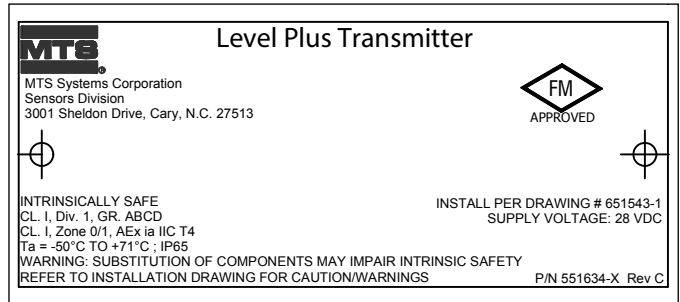 MTS®
Level Plus Transmitter
MTS Systems Corporation
Sensors Division
3001 Sheldon Drive, Cary, N.C. 27513
FM
APPROVED
INTRINSICALLY SAFE
CL. I, Div. 1, GR. ABCD
CL. I, Zone 0/1, AEx ia IIC T4
Ta = -50°C TO +71°C ; IP65
INSTALL PER DRAWING # 651543-1
SUPPLY VOLTAGE: 28 VDC
WARNING: SUBSTITUTION OF COMPONENTS MAY IMPAIR INTRINSIC SAFETY
REFER TO INSTALLATION DRAWING FOR CAUTION/WARNINGS
P/N 551634-X Rev C